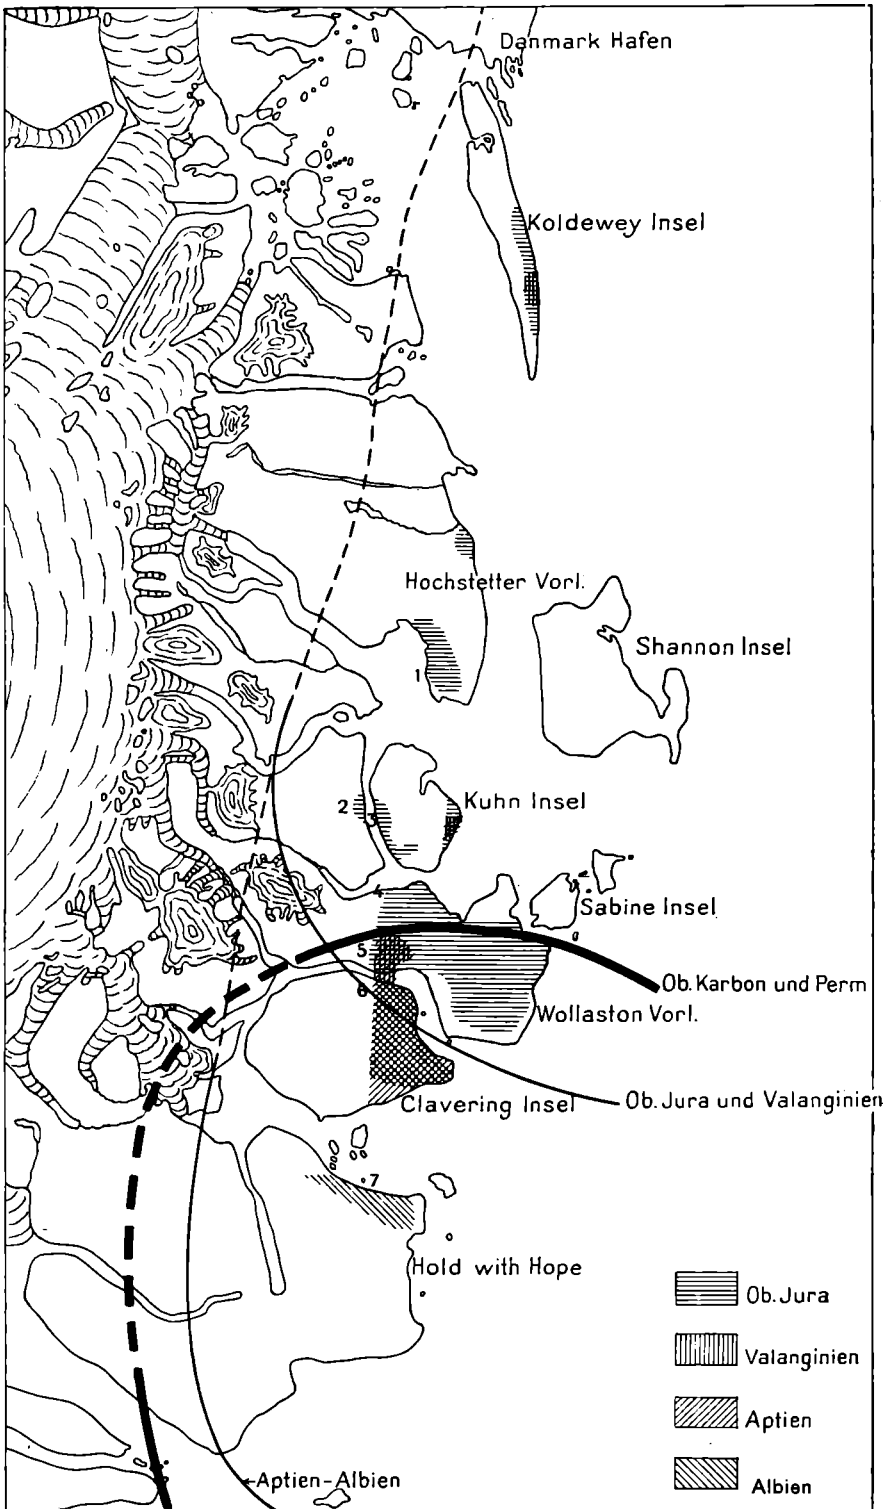 Danmark Hafen
Koldewey Insel
Hochstetter Vorl.
Shannon Insel
1
2
3
Kuhn Insel
4
Sabine Insel
5
Ob. Karbon und Perm
6
Wollaston Vorl.
Ob. Jura und Valanginien
Clavering Insel
7
Hold with Hope
Ob. Jura
Valanginien
Aptien
Aptien-Albien
Albien